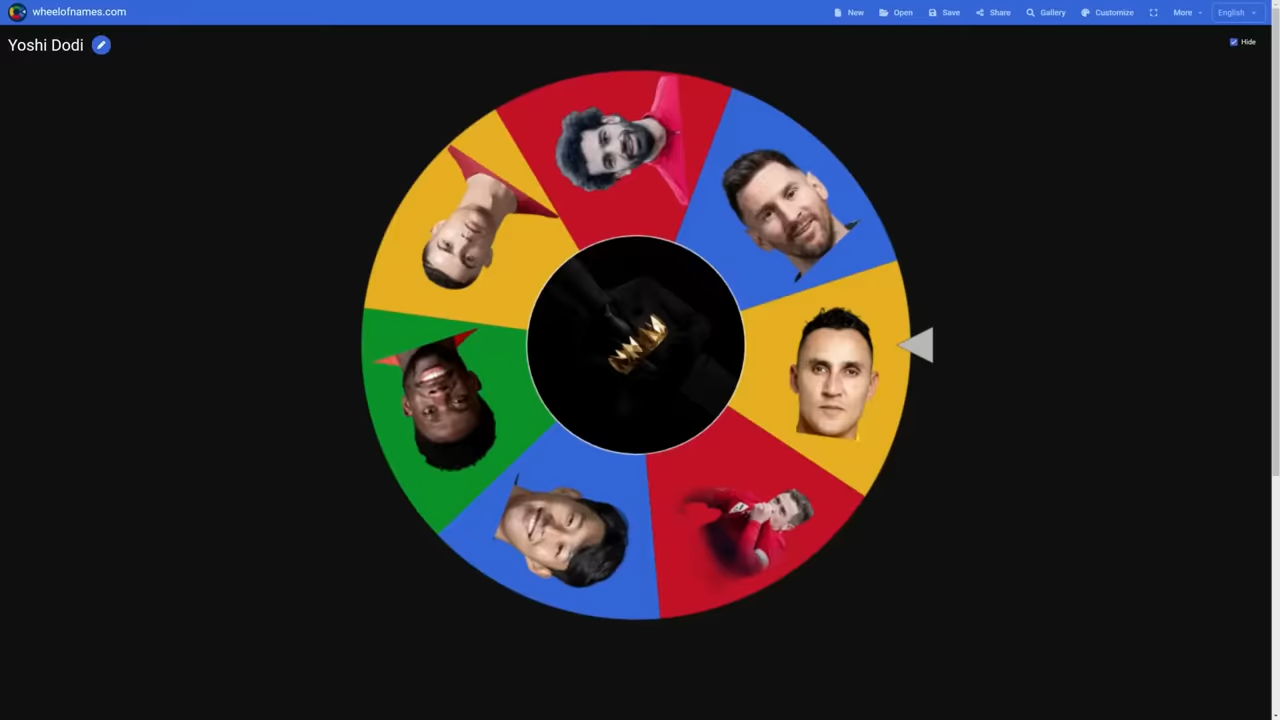 wheelofnames.com
New
Open
Save
Share
Gallery
Customize
More
English
Yoshi Dodi
Hide